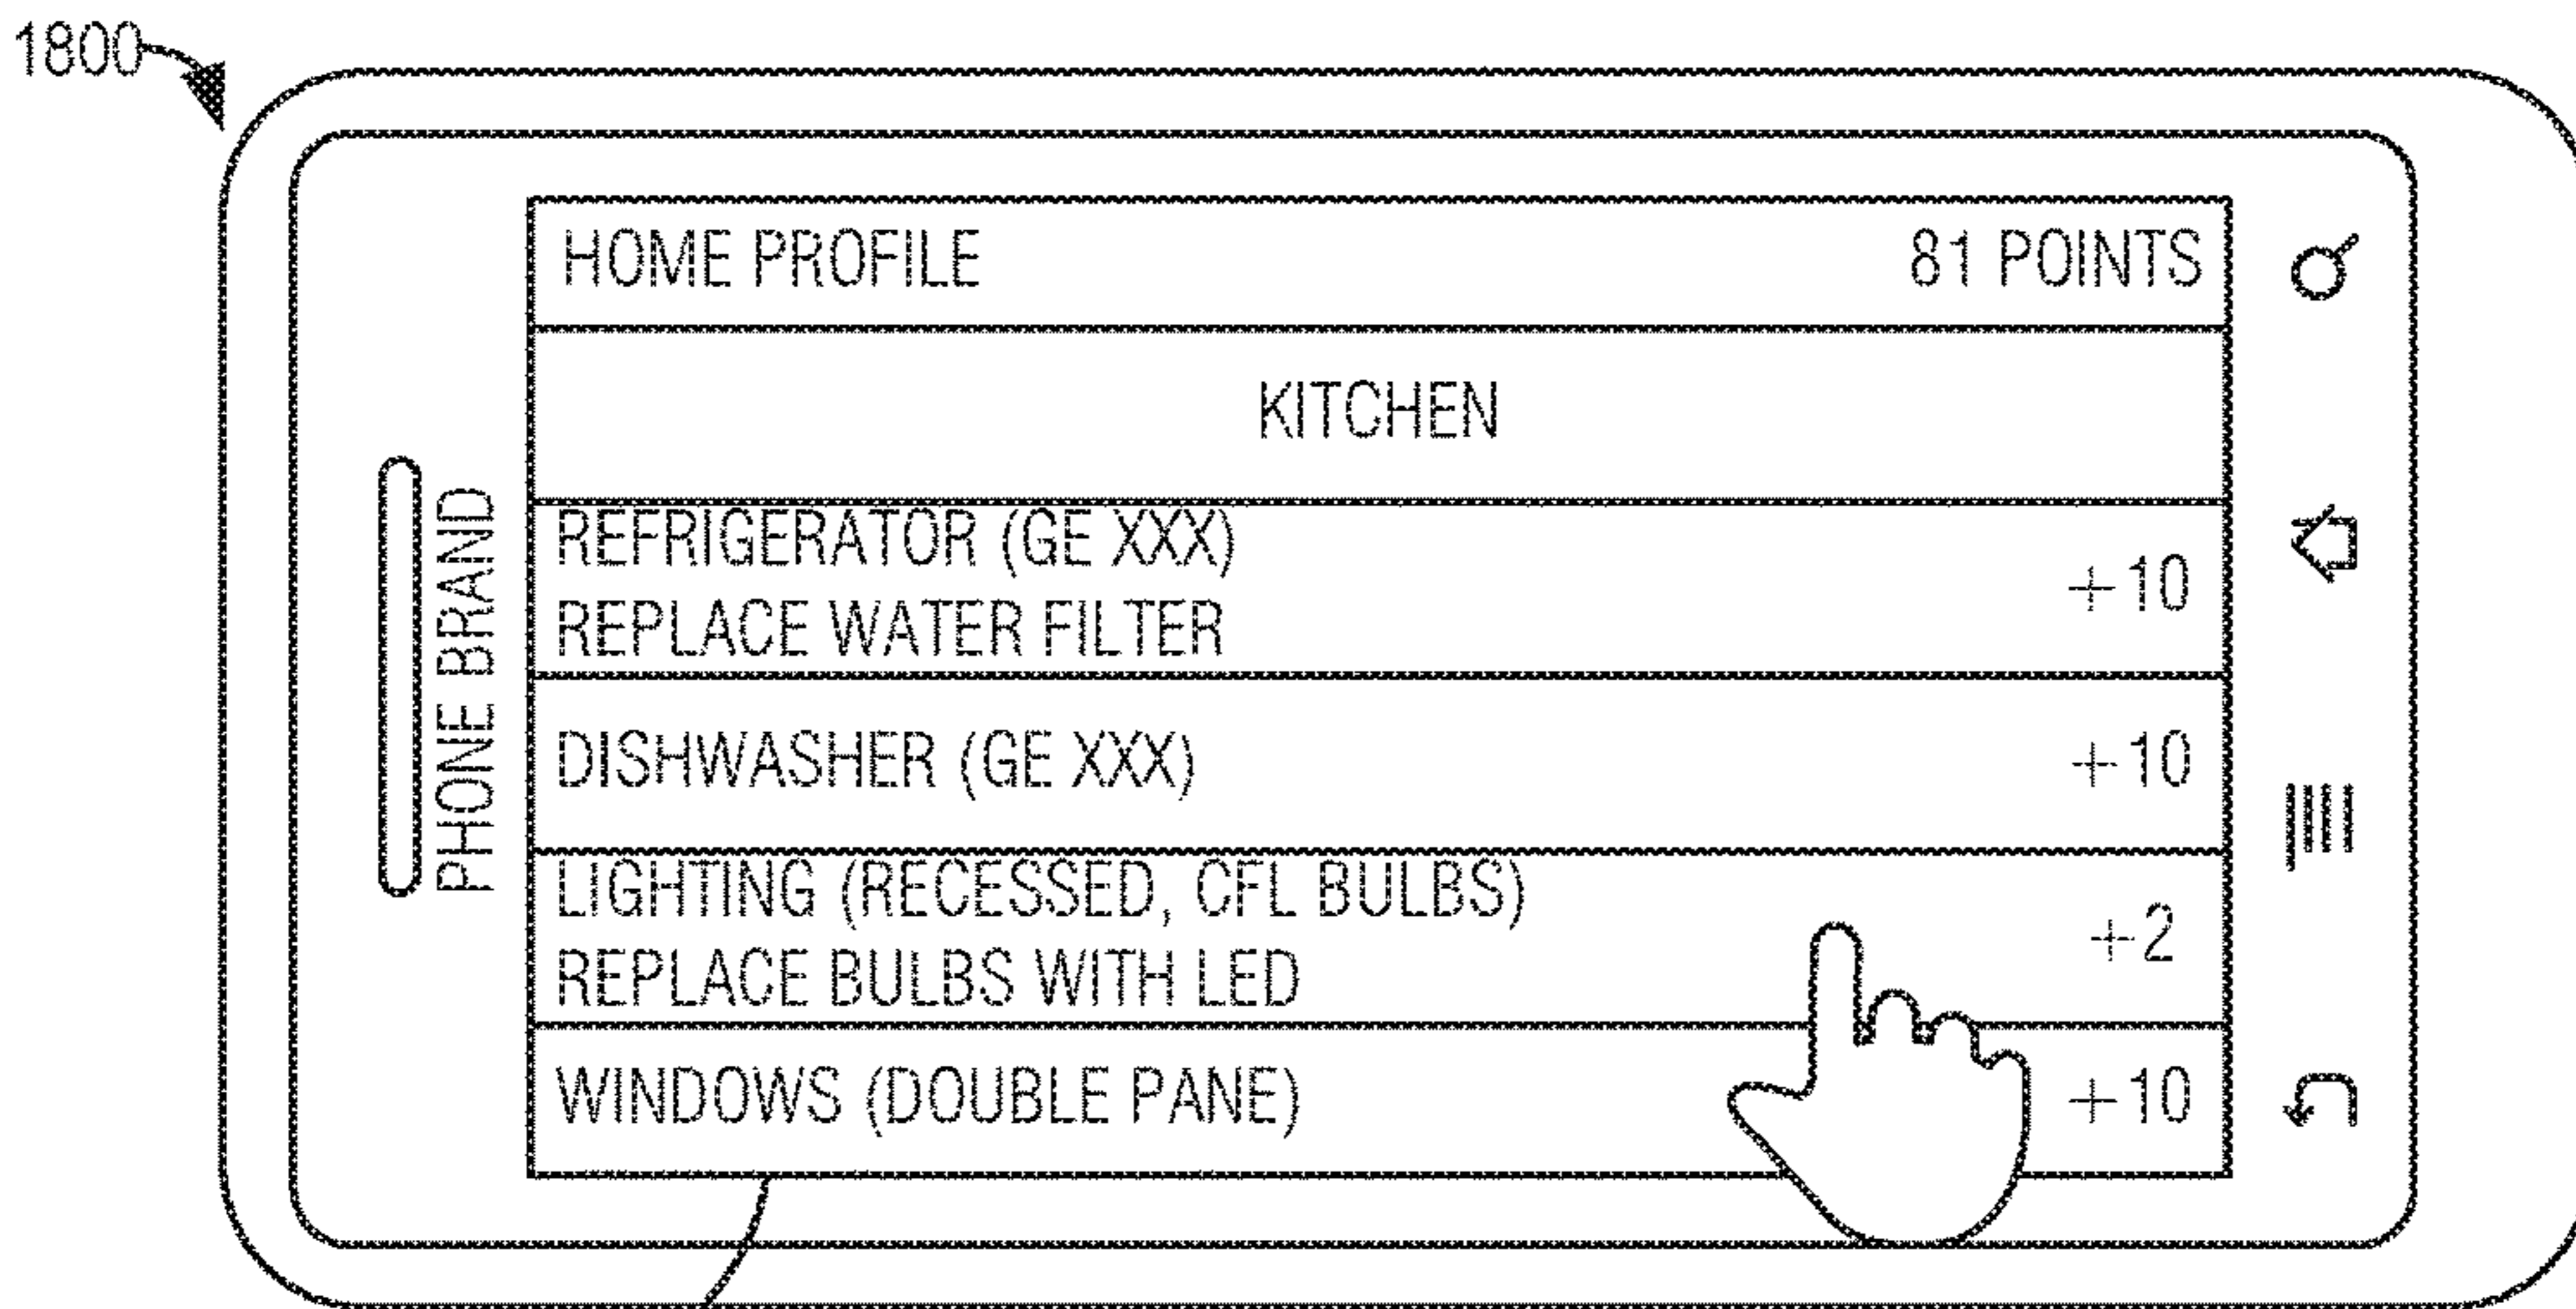 1800
HOME PROFILE 81 POINTS
KITCHEN
PHONE BRAND
REFRIGERATOR (GE XXX)
REPLACE WATER FILTER +10
DISHWASHER (GE XXX) +10
LIGHTING (RECESSED, CFL BULBS)
REPLACE BULBS WITH LED +2
WINDOWS (DOUBLE PANE) +10